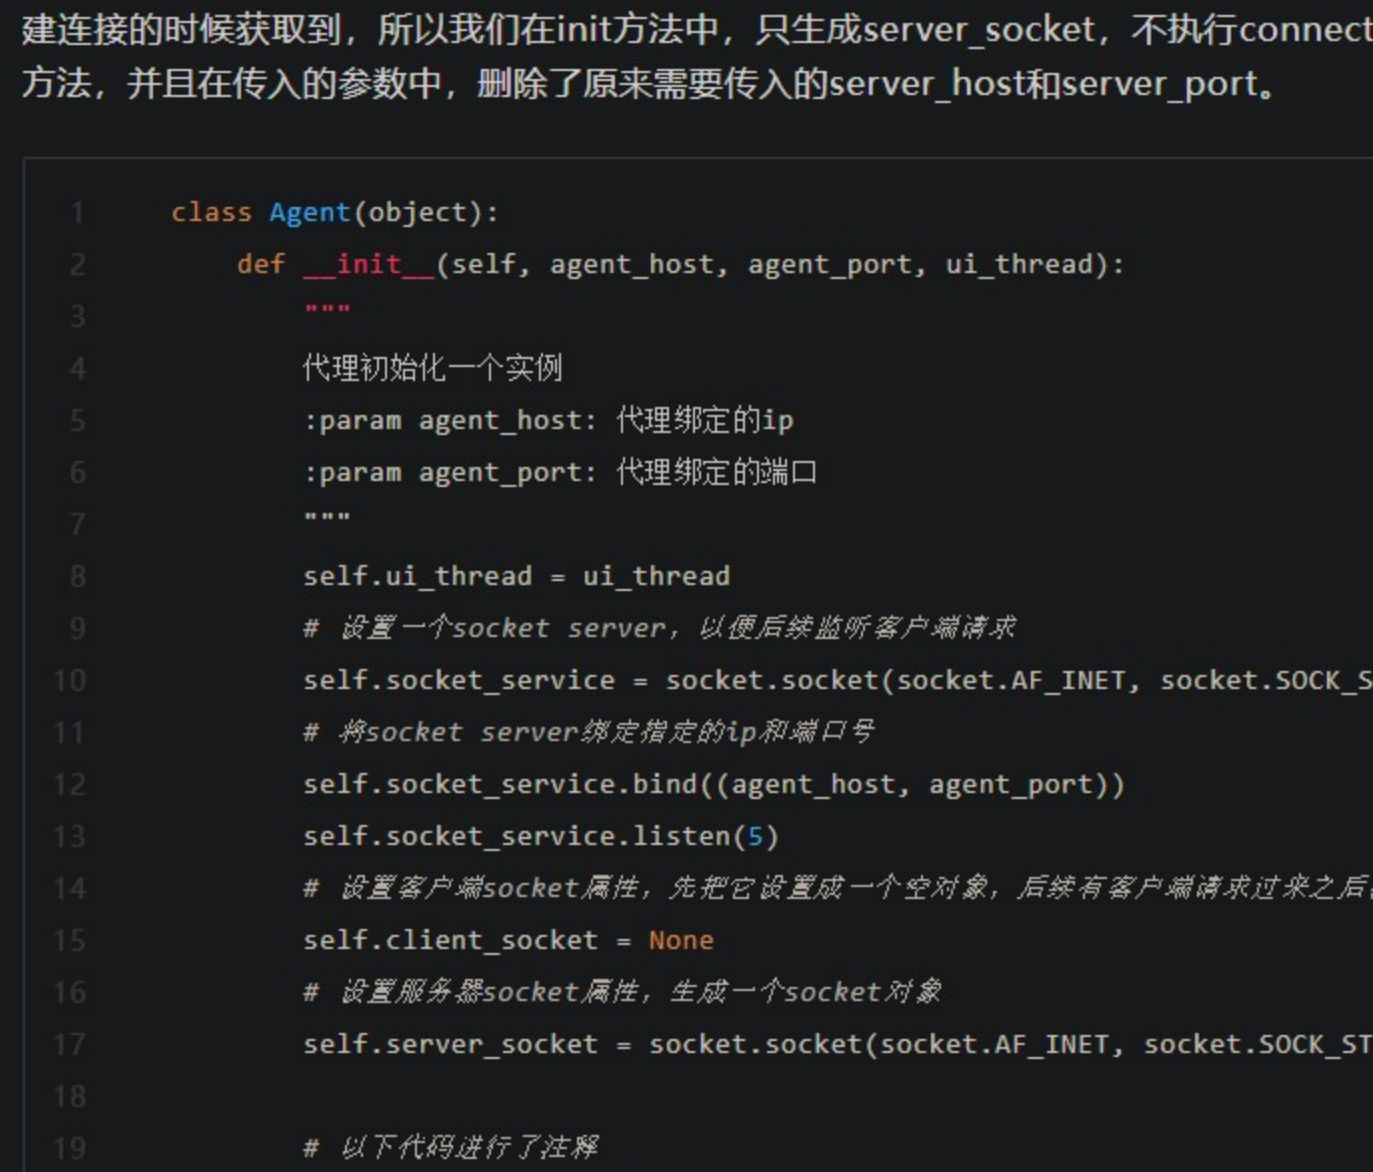 建连接的时候获取到，所以我们在init方法中，只生成server_socket，不执行connect
方法，并且在传入的参数中，删除了原来需要传入的server_host和server_port。
1 class Agent(object):
2 def __init__(self, agent_host, agent_port, ui_thread):
3 """
4 代理初始化一个实例
5 :param agent_host: 代理绑定的ip
6 :param agent_port: 代理绑定的端口
7 """
8 self.ui_thread = ui_thread
9 # 设置一个socket server，以便后续监听客户端请求
10 self.socket_service = socket.socket(socket.AF_INET, socket.SOCK_S
11 # 将socket server绑定指定的ip和端口号
12 self.socket_service.bind((agent_host, agent_port))
13 self.socket_service.listen(5)
14 # 设置客户端socket属性，先把它设置成一个空对象，后续有客户端请求过来之后
15 self.client_socket = None
16 # 设置服务器socket属性，生成一个socket对象
17 self.server_socket = socket.socket(socket.AF_INET, socket.SOCK_ST
18
19 # 以下代码进行了注释